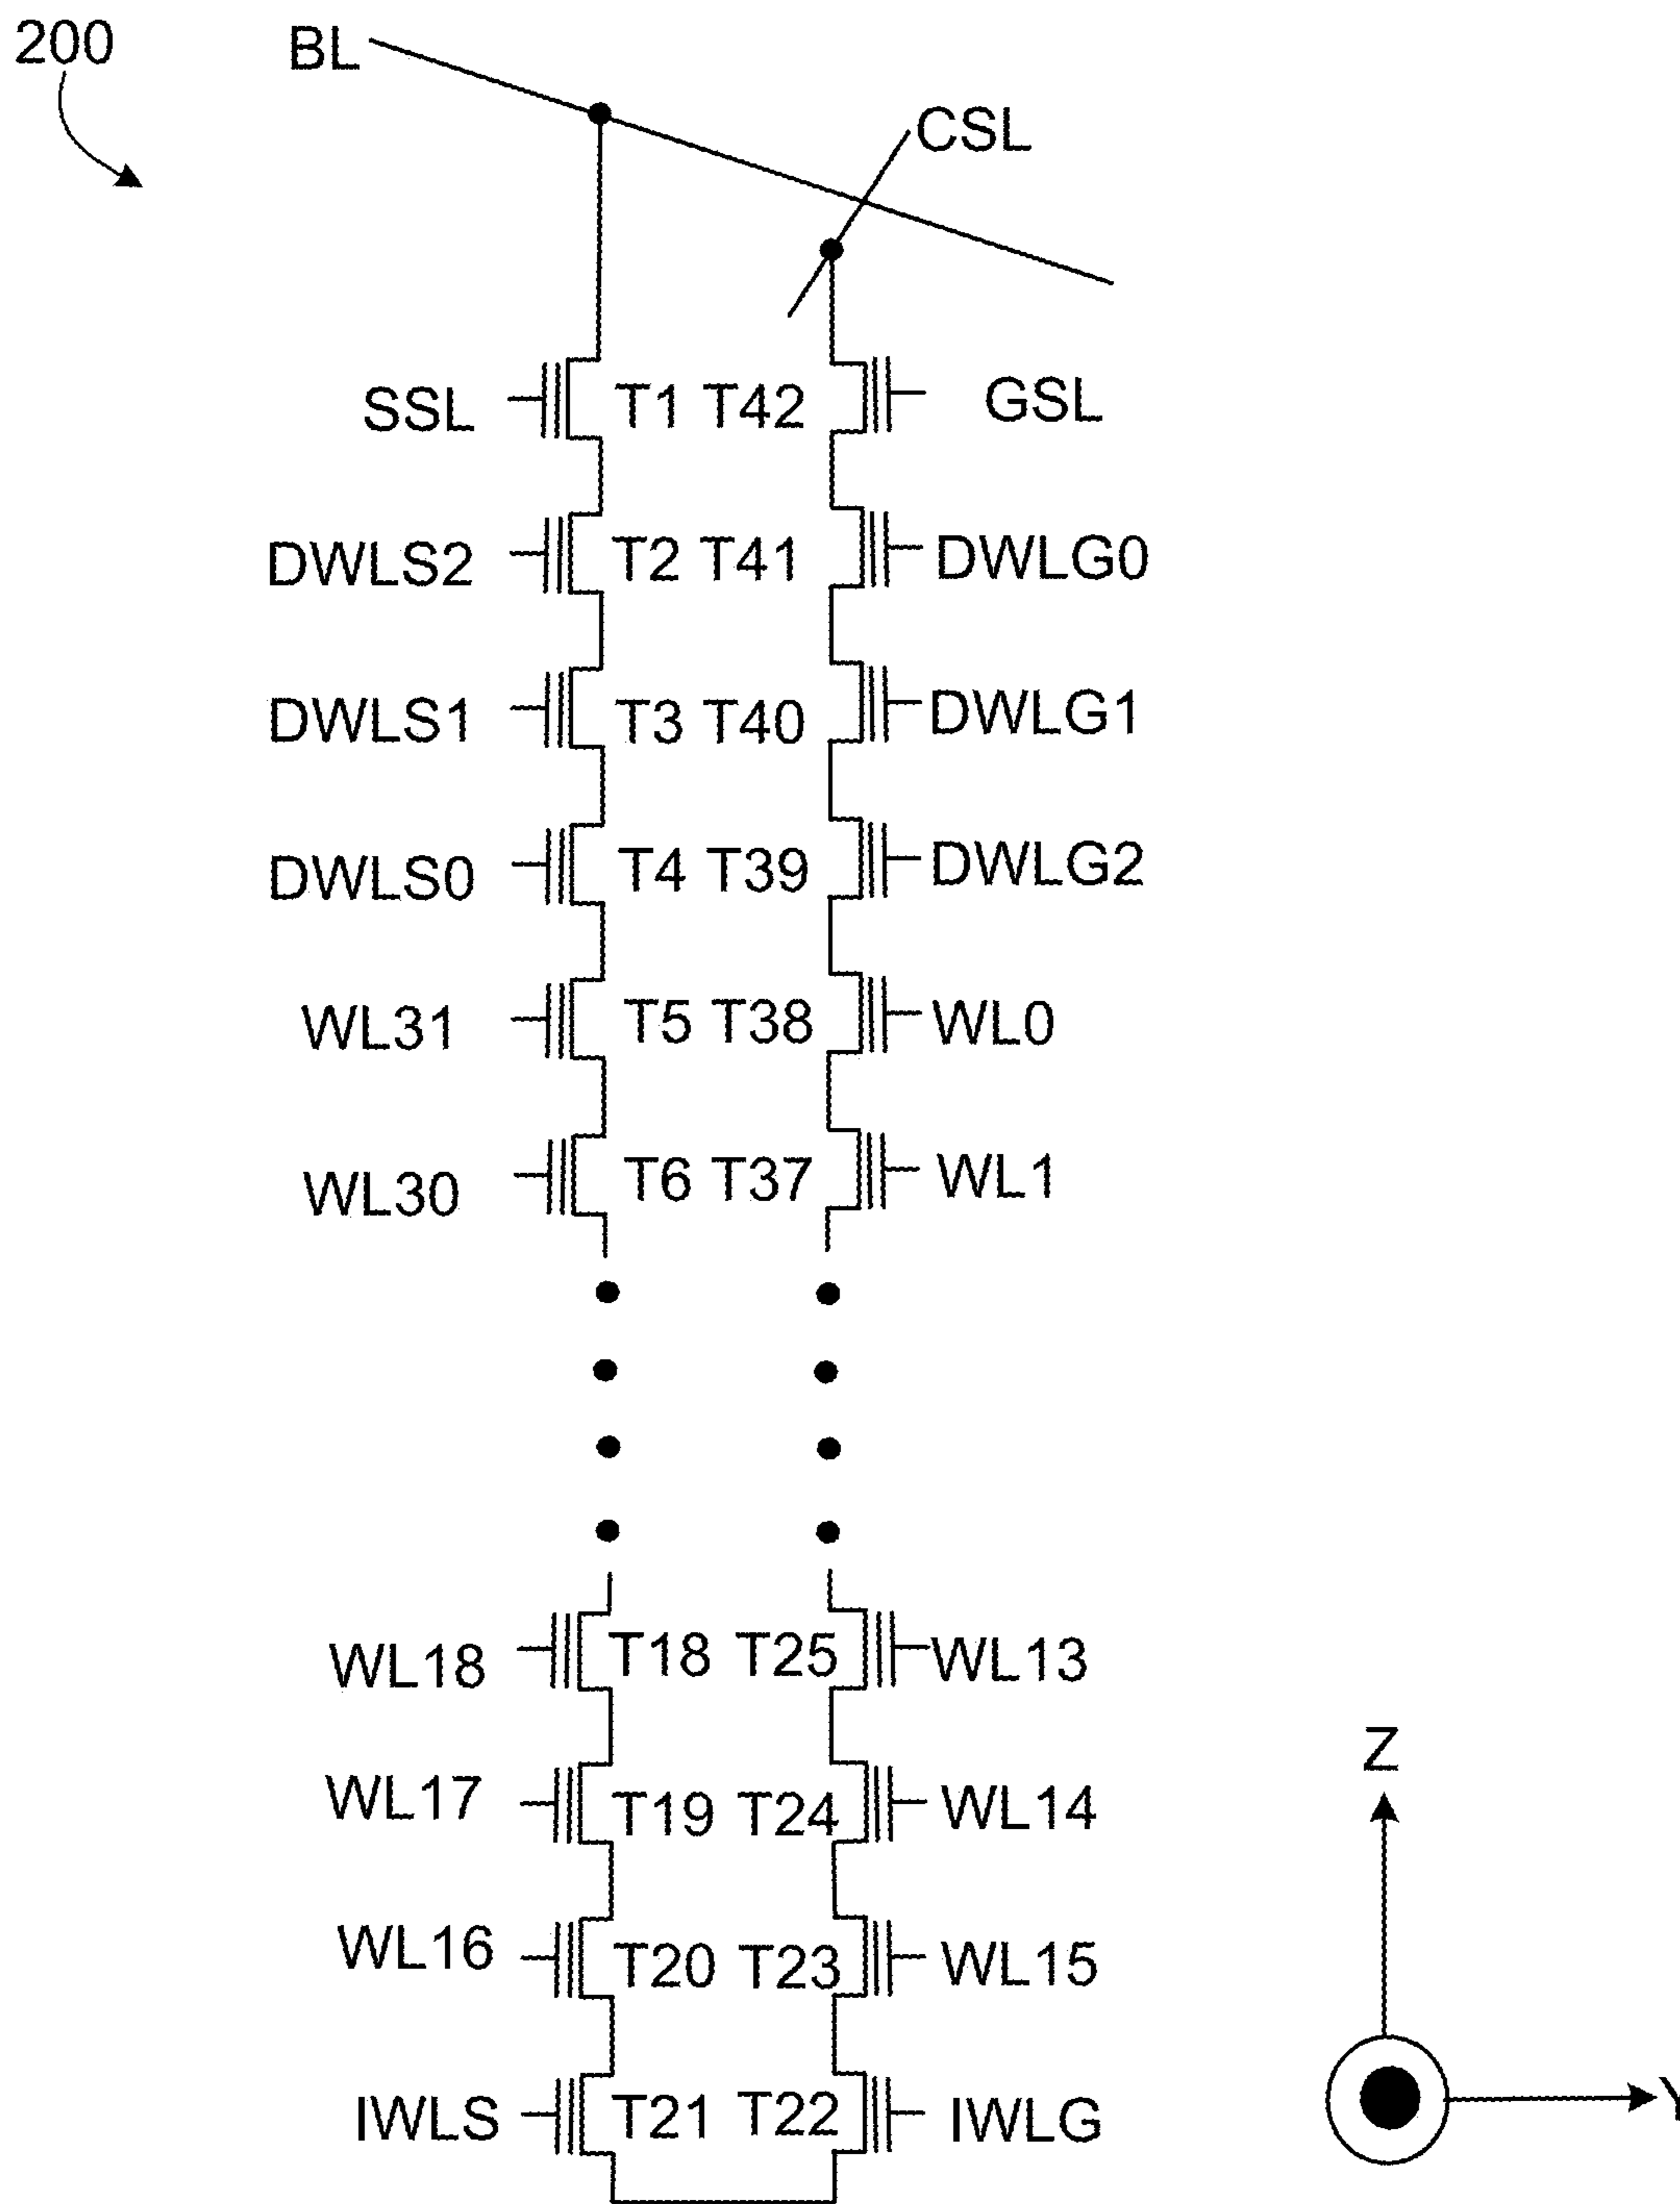 200
BL
CSL
SSL T1 T42 GSL
DWLS2 T2 T41 DWLG0
DWLS1 T3 T40 DWLG1
DWLS0 T4 T39 DWLG2
WL31 T5 T38 WL0
WL30 T6 T37 WL1
WL18 T18 T25 WL13
WL17 T19 T24 WL14
WL16 T20 T23 WL15
IWLS T21 T22 IWLG
Z
Y